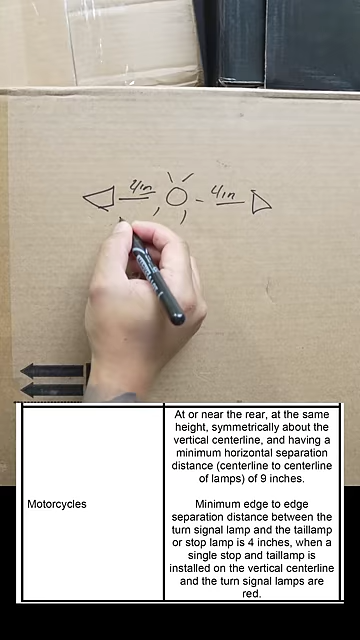 4in 4in
At or near the rear, at the same
height, symmetrically about the
vertical centerline, and having a
minimum horizontal separation
distance (centerline to centerline
of lamps) of 9 inches.
Motorcycles
Minimum edge to edge
separation distance between the
turn signal lamp and the taillamp
or stop lamp is 4 inches, when a
single stop and taillamp is
installed on the vertical centerline
and the turn signal lamps are
red.